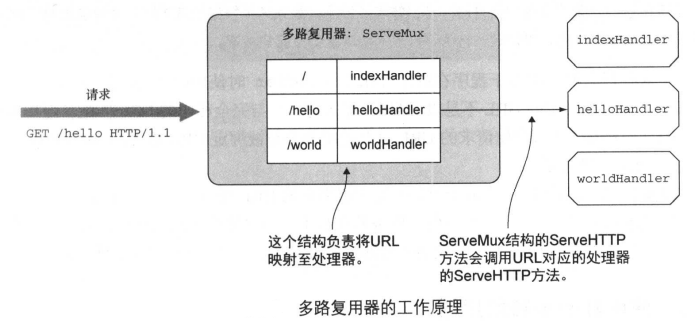 多路复用器: ServeMux
/ indexHandler
/hello helloHandler
/world worldHandler
请求
GET /hello HTTP/1.1
indexHandler
helloHandler
worldHandler
这个结构负责将URL
映射至处理器。
ServeMux结构的ServeHTTP
方法会调用URL对应的处理器
的ServeHTTP方法。
多路复用器的工作原理